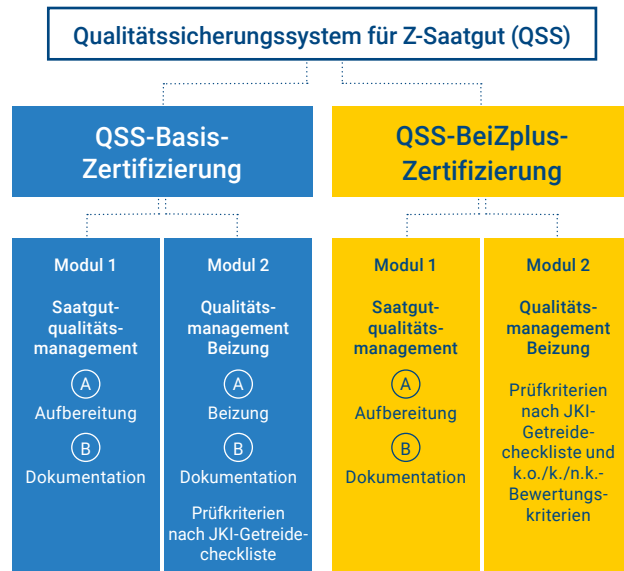 Qualitätssicherungssystem für Z-Saatgut (QSS)
QSS-Basis-
Zertifizierung
QSS-BeiZplus-
Zertifizierung
Modul 1
Saatgut-
qualitäts-
management
A
Aufbereitung
B
Dokumentation
Modul 2
Qualitäts-
management
Beizung
A
Beizung
B
Dokumentation
Prüfkriterien
nach JKI-Getreide-
checkliste
Modul 1
Saatgut-
qualitäts-
management
A
Aufbereitung
B
Dokumentation
Modul 2
Qualitäts-
management
Beizung
Prüfkriterien
nach JKI-
Getreide-
checkliste und
k.o./k./n.k.-
Bewertungs-
kriterien